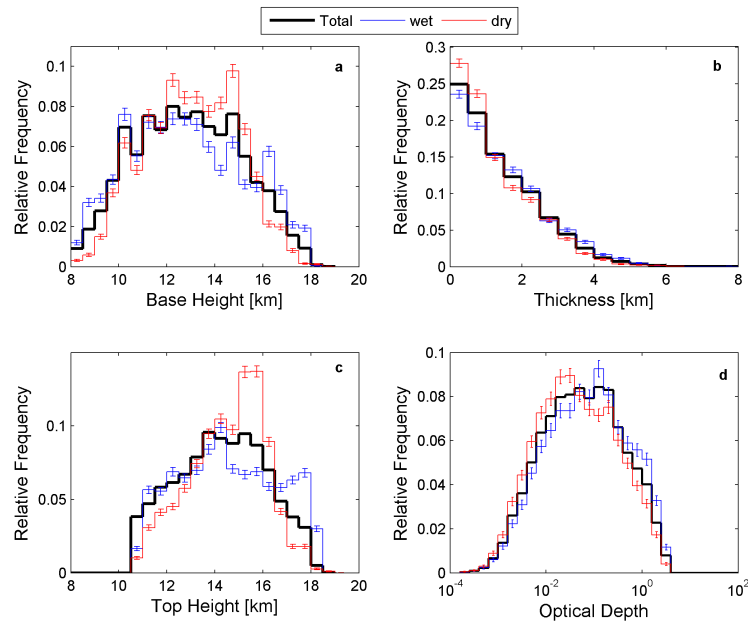 Total wet dry
a
Relative Frequency
0.1
0.08
0.06
0.04
0.02
0
8 10 12 14 16 18 20
Base Height [km]
b
Relative Frequency
0.3
0.25
0.2
0.15
0.1
0.05
0
0 2 4 6 8
Thickness [km]
c
Relative Frequency
0.1
0.05
0
8 10 12 14 16 18 20
Top Height [km]
d
Relative Frequency
0.1
0.08
0.06
0.04
0.02
0
10⁻⁴ 10⁻² 10⁰ 10²
Optical Depth